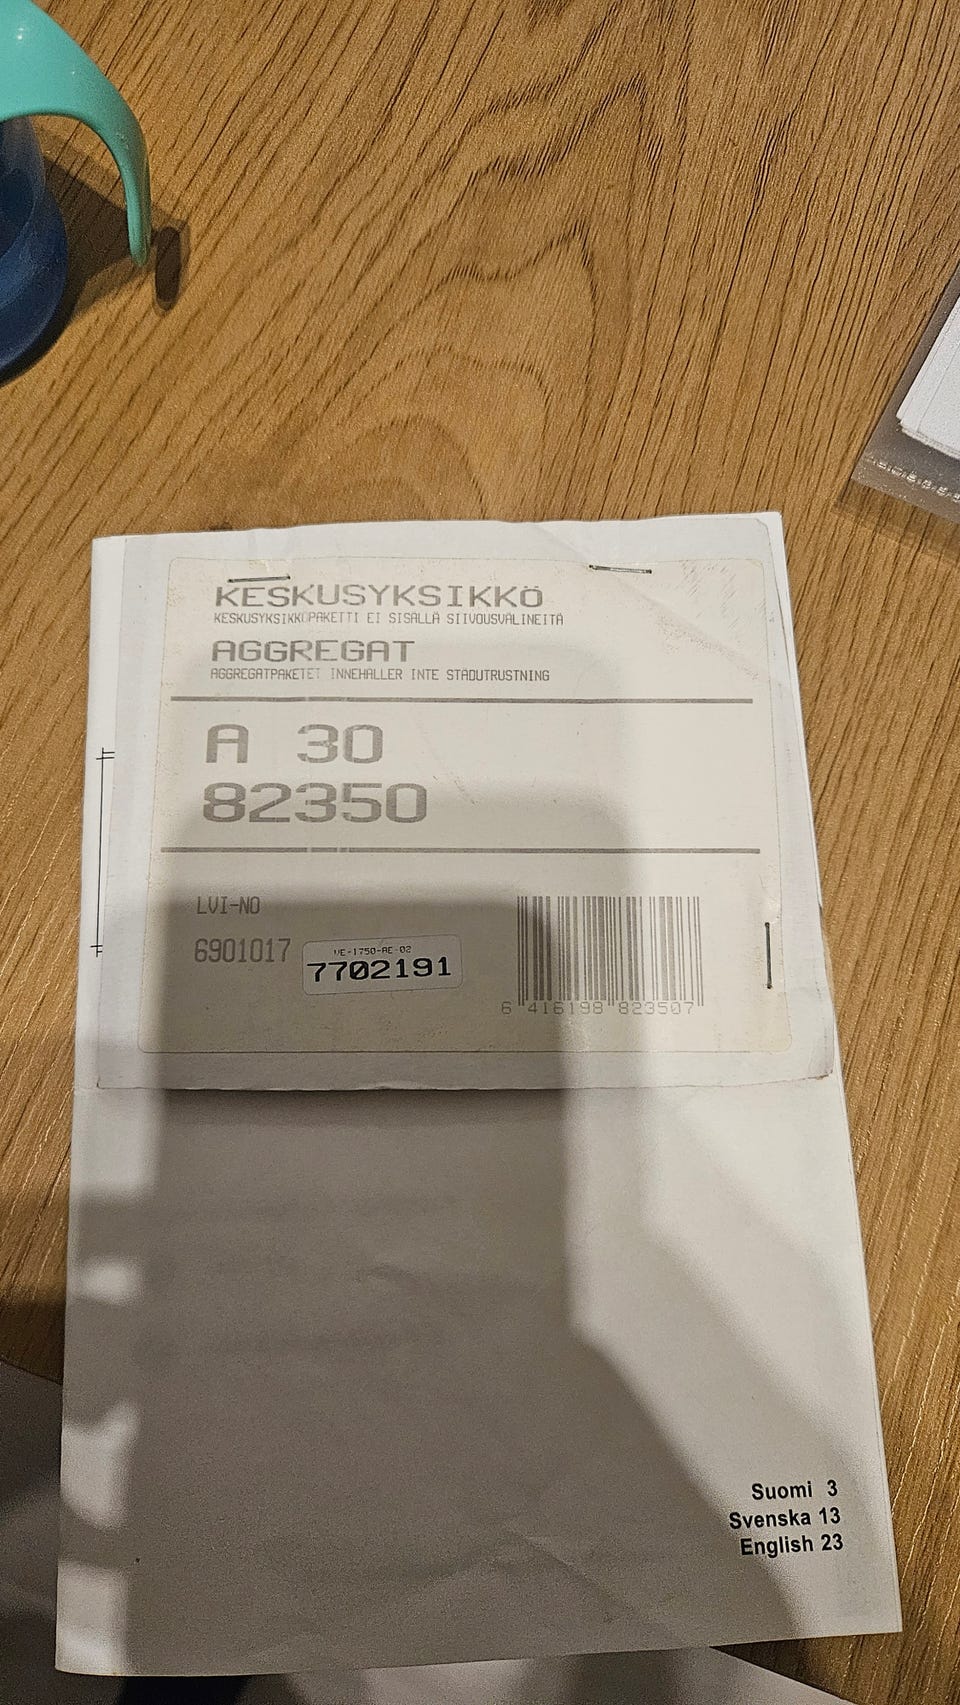 KESKUSYKSIKKÖ
KESKUSYKSIKKÖPAKETTI EI SISÄLLÄ SIIVOUSVÄLINEITÄ
AGGREGAT
AGGREGATPAKETET INNEHÅLLER INTE STÄDUTRUSTNING
A 30
82350
LVI-NO
6901017
VE-1750-AE-02
7702191
6 416198 823507
Suomi 3
Svenska 13
English 23